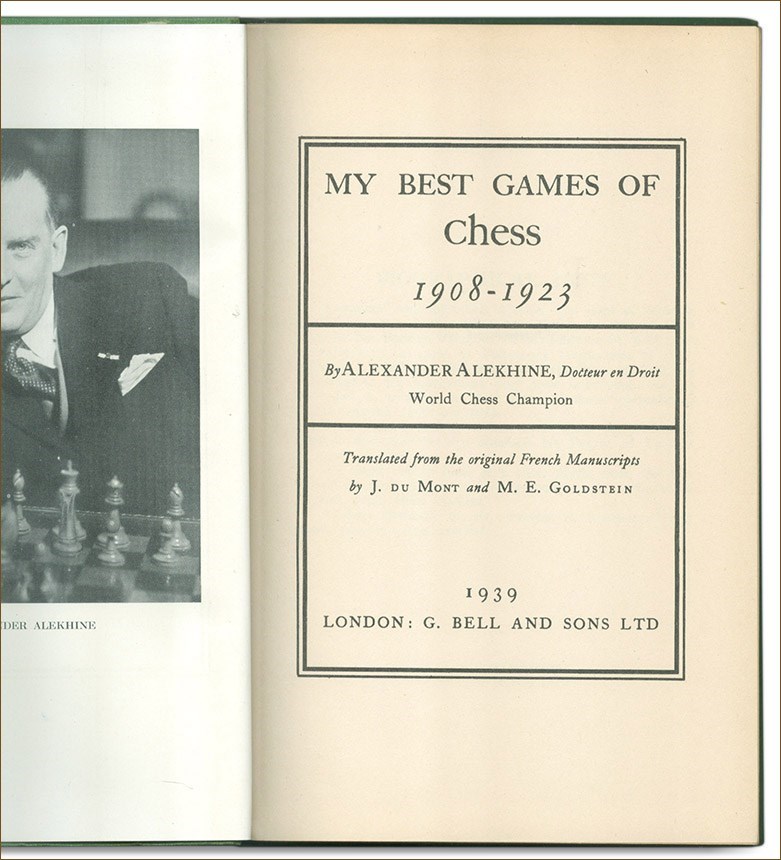 ALEKHINE
MY BEST GAMES OF
Chess
1908-1923
By ALEXANDER ALEKHINE, Docteur en Droit
World Chess Champion
Translated from the original French Manuscripts
by J. DU MONT and M. E. GOLDSTEIN
1939
LONDON: G. BELL AND SONS LTD